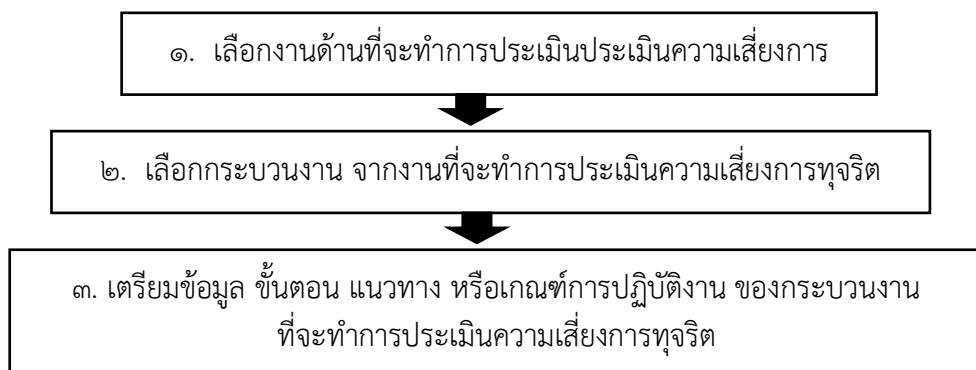 ๑. เลือกงานด้านที่จะทำการประเมินประเมินความเสี่ยงการ
๒. เลือกกระบวนงาน จากงานที่จะทำการประเมินความเสี่ยงการทุจริต
๓. เตรียมข้อมูล ขั้นตอน แนวทาง หรือเกณฑ์การปฏิบัติงาน ของกระบวนงาน
ที่จะทำการประเมินความเสี่ยงการทุจริต